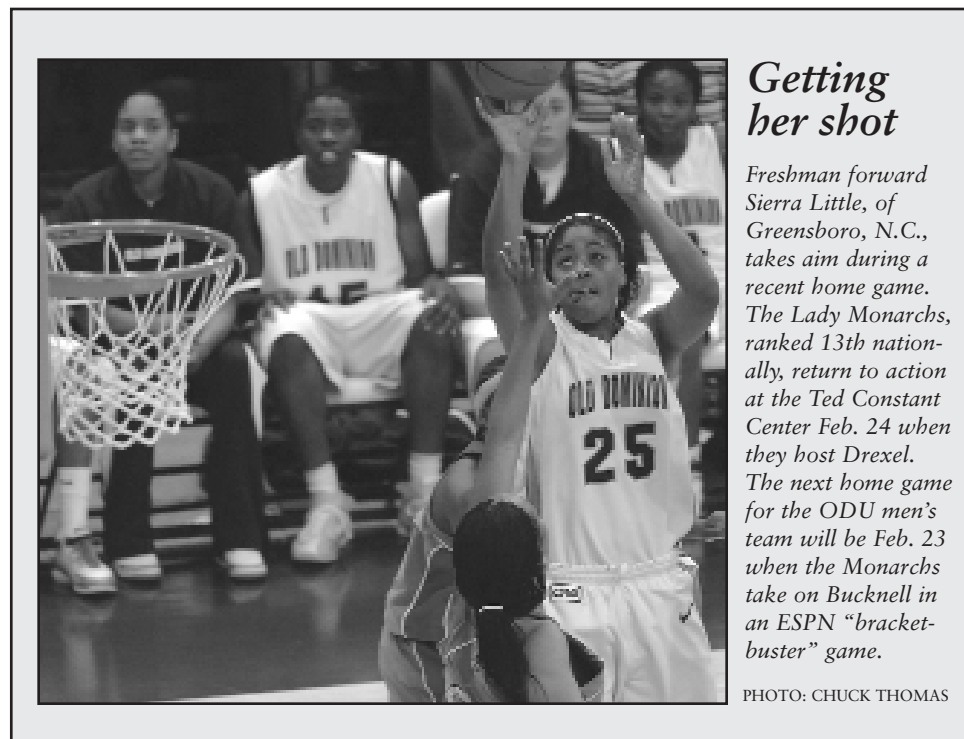 Getting
her shot
Freshman forward
Sierra Little, of
Greensboro, N.C.,
takes aim during a
recent home game.
The Lady Monarchs,
ranked 13th nation-
ally, return to action
at the Ted Constant
Center Feb. 24 when
they host Drexel.
The next home game
for the ODU men’s
team will be Feb. 23
when the Monarchs
take on Bucknell in
an ESPN “bracket-
buster” game.
PHOTO: CHUCK THOMAS
OLD DOMINION
OLD DOMINION
25